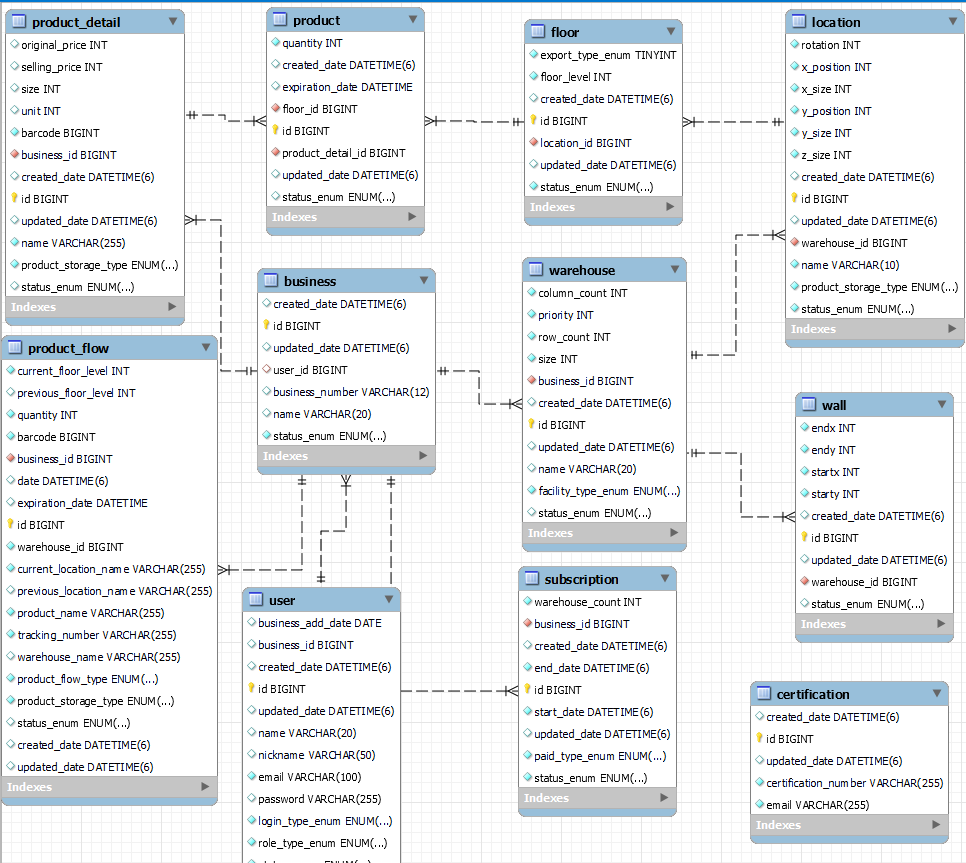 product_detail
original_price INT
selling_price INT
size INT
unit INT
barcode BIGINT
business_id BIGINT
created_date DATETIME(6)
id BIGINT
updated_date DATETIME(6)
name VARCHAR(255)
product_storage_type ENUM(...)
status_enum ENUM(...)
Indexes
product
quantity INT
created_date DATETIME(6)
expiration_date DATETIME
floor_id BIGINT
id BIGINT
product_detail_id BIGINT
updated_date DATETIME(6)
status_enum ENUM(...)
Indexes
floor
export_type_enum TINYINT
floor_level INT
created_date DATETIME(6)
id BIGINT
location_id BIGINT
updated_date DATETIME(6)
status_enum ENUM(...)
Indexes
location
rotation INT
x_position INT
x_size INT
y_position INT
y_size INT
z_size INT
created_date DATETIME(6)
id BIGINT
updated_date DATETIME(6)
warehouse_id BIGINT
name VARCHAR(10)
product_storage_type ENUM(...)
status_enum ENUM(...)
Indexes
business
created_date DATETIME(6)
id BIGINT
updated_date DATETIME(6)
user_id BIGINT
business_number VARCHAR(12)
name VARCHAR(20)
status_enum ENUM(...)
Indexes
warehouse
column_count INT
priority INT
row_count INT
size INT
business_id BIGINT
created_date DATETIME(6)
id BIGINT
updated_date DATETIME(6)
name VARCHAR(20)
facility_type_enum ENUM(...)
status_enum ENUM(...)
Indexes
product_flow
current_floor_level INT
previous_floor_level INT
quantity INT
barcode BIGINT
business_id BIGINT
date DATETIME(6)
expiration_date DATETIME
id BIGINT
warehouse_id BIGINT
current_location_name VARCHAR(255)
previous_location_name VARCHAR(255)
product_name VARCHAR(255)
tracking_number VARCHAR(255)
warehouse_name VARCHAR(255)
product_flow_type ENUM(...)
product_storage_type ENUM(...)
status_enum ENUM(...)
created_date DATETIME(6)
updated_date DATETIME(6)
Indexes
wall
endx INT
endy INT
startx INT
starty INT
created_date DATETIME(6)
id BIGINT
updated_date DATETIME(6)
warehouse_id BIGINT
status_enum ENUM(...)
Indexes
user
business_add_date DATE
business_id BIGINT
created_date DATETIME(6)
id BIGINT
updated_date DATETIME(6)
name VARCHAR(20)
nickname VARCHAR(50)
email VARCHAR(100)
password VARCHAR(255)
login_type_enum ENUM(...)
role_type_enum ENUM(...)
subscription
warehouse_count INT
business_id BIGINT
created_date DATETIME(6)
end_date DATETIME(6)
id BIGINT
start_date DATETIME(6)
updated_date DATETIME(6)
paid_type_enum ENUM(...)
status_enum ENUM(...)
Indexes
certification
created_date DATETIME(6)
id BIGINT
updated_date DATETIME(6)
certification_number VARCHAR(255)
email VARCHAR(255)
Indexes